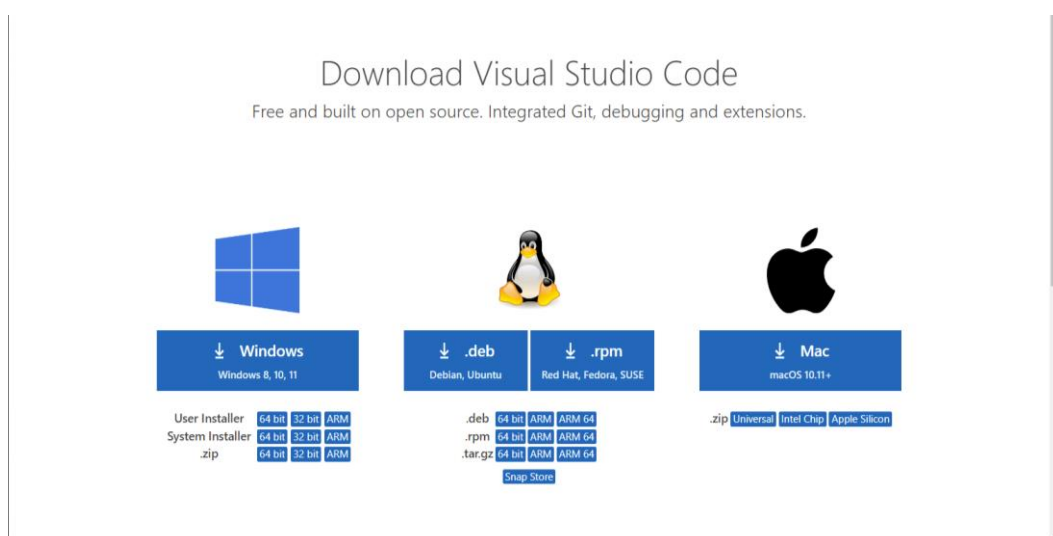 Download Visual Studio Code
Free and built on open source. Integrated Git, debugging and extensions.
Windows
Windows 8, 10, 11
User Installer 64 bit 32 bit ARM
System Installer 64 bit 32 bit ARM
.zip 64 bit 32 bit ARM
.deb
Debian, Ubuntu
.rpm
Red Hat, Fedora, SUSE
.deb 64 bit ARM ARM 64
.rpm 64 bit ARM ARM 64
.tar.gz 64 bit ARM ARM 64
Snap Store
Mac
macOS 10.11+
.zip Universal Intel Chip Apple Silicon